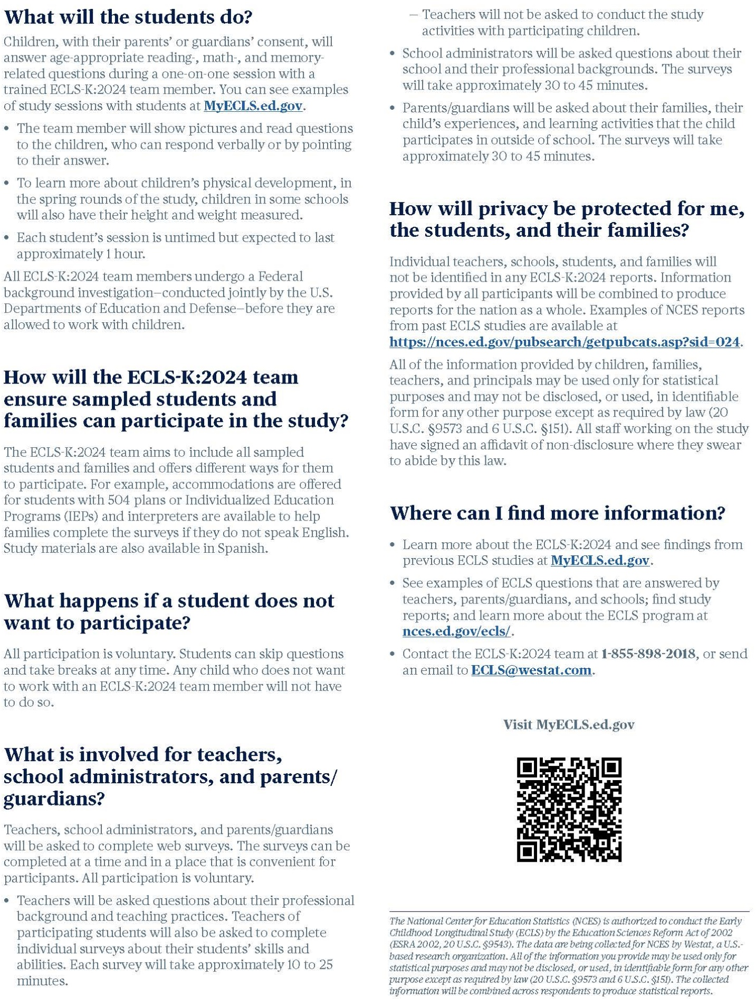 What will the students do?
Children, with their parents’ or guardians’ consent, will
answer age-appropriate reading-, math-, and memory-
related questions during a one-on-one session with a
trained ECLS-K:2024 team member. You can see examples
of study sessions with students at MyECLS.ed.gov.
• The team member will show pictures and read questions
to the children, who can respond verbally or by pointing
to their answer.
• To learn more about children’s physical development, in
the spring rounds of the study, children in some schools
will also have their height and weight measured.
• Each student’s session is untimed but expected to last
approximately 1 hour.
All ECLS-K:2024 team members undergo a Federal
background investigation—conducted jointly by the U.S.
Departments of Education and Defense—before they are
allowed to work with children.
How will the ECLS-K:2024 team
ensure sampled students and
families can participate in the study?
The ECLS-K:2024 team aims to include all sampled
students and families and offers different ways for them
to participate. For example, accommodations are offered
for students with 504 plans or Individualized Education
Programs (IEPs) and interpreters are available to help
families complete the surveys if they do not speak English.
Study materials are also available in Spanish.
What happens if a student does not
want to participate?
All participation is voluntary. Students can skip questions
and take breaks at any time. Any child who does not want
to work with an ECLS-K:2024 team member will not have
to do so.
What is involved for teachers,
school administrators, and parents/
guardians?
Teachers, school administrators, and parents/guardians
will be asked to complete web surveys. The surveys can be
completed at a time and in a place that is convenient for
participants. All participation is voluntary.
• Teachers will be asked questions about their professional
background and teaching practices. Teachers of
participating students will also be asked to complete
individual surveys about their students’ skills and
abilities. Each survey will take approximately 10 to 25
minutes.
— Teachers will not be asked to conduct the study
activities with participating children.
• School administrators will be asked questions about their
school and their professional backgrounds. The surveys
will take approximately 30 to 45 minutes.
• Parents/guardians will be asked about their families, their
child’s experiences, and learning activities that the child
participates in outside of school. The surveys will take
approximately 30 to 45 minutes.
How will privacy be protected for me,
the students, and their families?
Individual teachers, schools, students, and families will
not be identified in any ECLS-K:2024 reports. Information
provided by all participants will be combined to produce
reports for the nation as a whole. Examples of NCES reports
from past ECLS studies are available at
https://nces.ed.gov/pubsearch/getpubcats.asp?sid=024.
All of the information provided by children, families,
teachers, and principals may be used only for statistical
purposes and may not be disclosed, or used, in identifiable
form for any other purpose except as required by law (20
U.S.C. §9573 and 6 U.S.C. §151). All staff working on the study
have signed an affidavit of non-disclosure where they swear
to abide by this law.
Where can I find more information?
• Learn more about the ECLS-K:2024 and see findings from
previous ECLS studies at MyECLS.ed.gov.
• See examples of ECLS questions that are answered by
teachers, parents/guardians, and schools; find study
reports; and learn more about the ECLS program at
nces.ed.gov/ecls/.
• Contact the ECLS-K:2024 team at 1-855-898-2018, or send
an email to ECLS@westat.com.
Visit MyECLS.ed.gov
The National Center for Education Statistics (NCES) is authorized to conduct the Early
Childhood Longitudinal Study (ECLS) by the Education Sciences Reform Act of 2002
(ESRA 2002, 20 U.S.C. §9543). The data are being collected for NCES by Westat, a U.S.-
based research organization. All of the information you provide may be used only for
statistical purposes and may not be disclosed, or used, in identifiable form for any other
purpose except as required by law (20 U.S.C. §9573 and 6 U.S.C. §151). The collected
information will be combined across respondents to produce statistical reports.